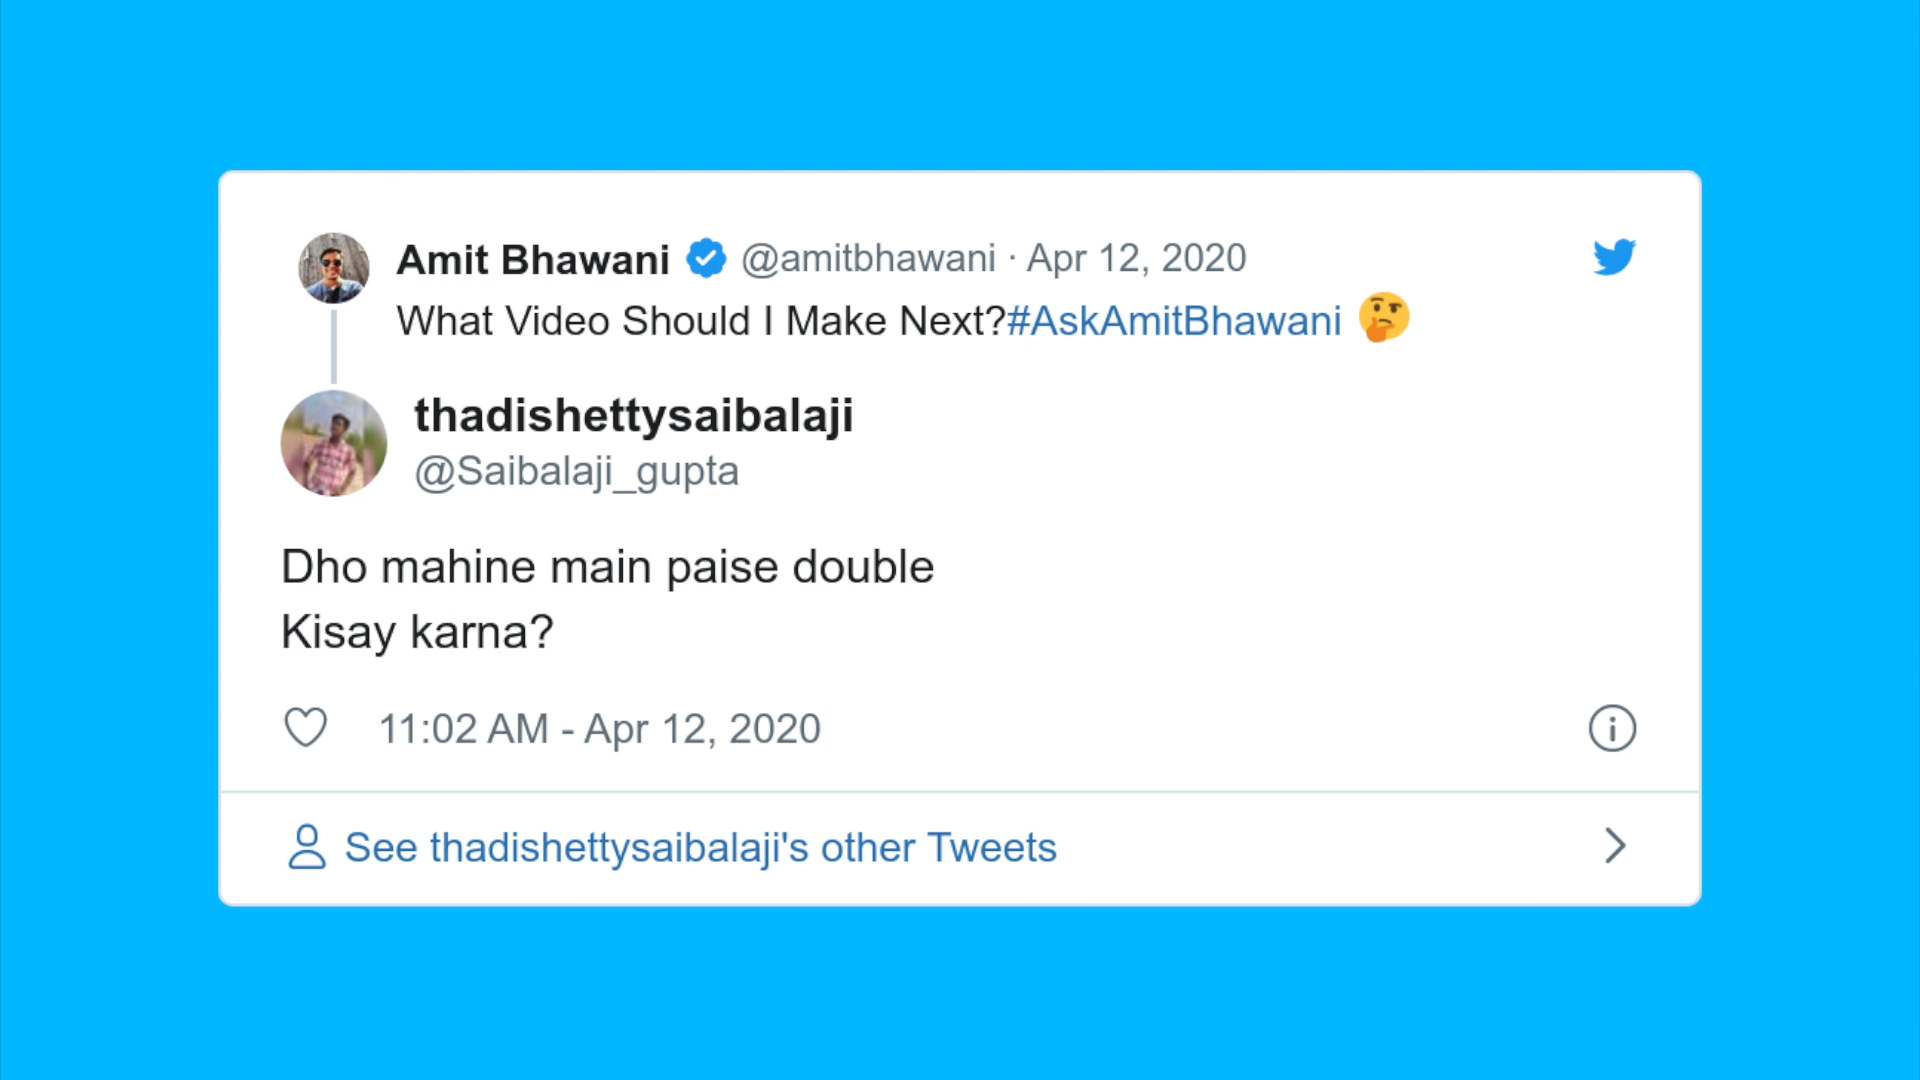 Amit Bhawani @amitbhawani · Apr 12, 2020
What Video Should I Make Next?#AskAmitBhawani 🤔
thadishettysaibalaji
@Saibalaji_gupta
Dho mahine main paise double
Kisay karna?
11:02 AM - Apr 12, 2020
See thadishettysaibalaji's other Tweets